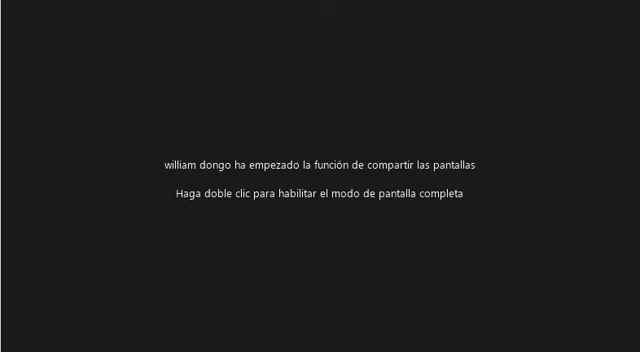 william dongo ha empezado la función de compartir las pantallas
Haga doble clic para habilitar el modo de pantalla completa